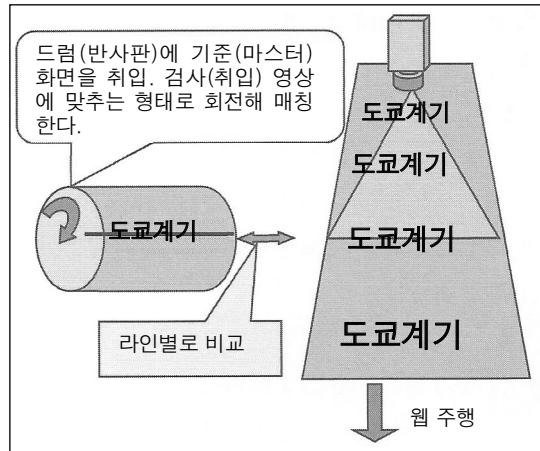 드럼(반사판)에 기준(마스터)
화면을 취입. 검사(취입) 영상
에 맞추는 형태로 회전해 매칭
한다.
도쿄계기
도쿄계기
도쿄계기
도쿄계기
도쿄계기
라인별로 비교
웹 주행